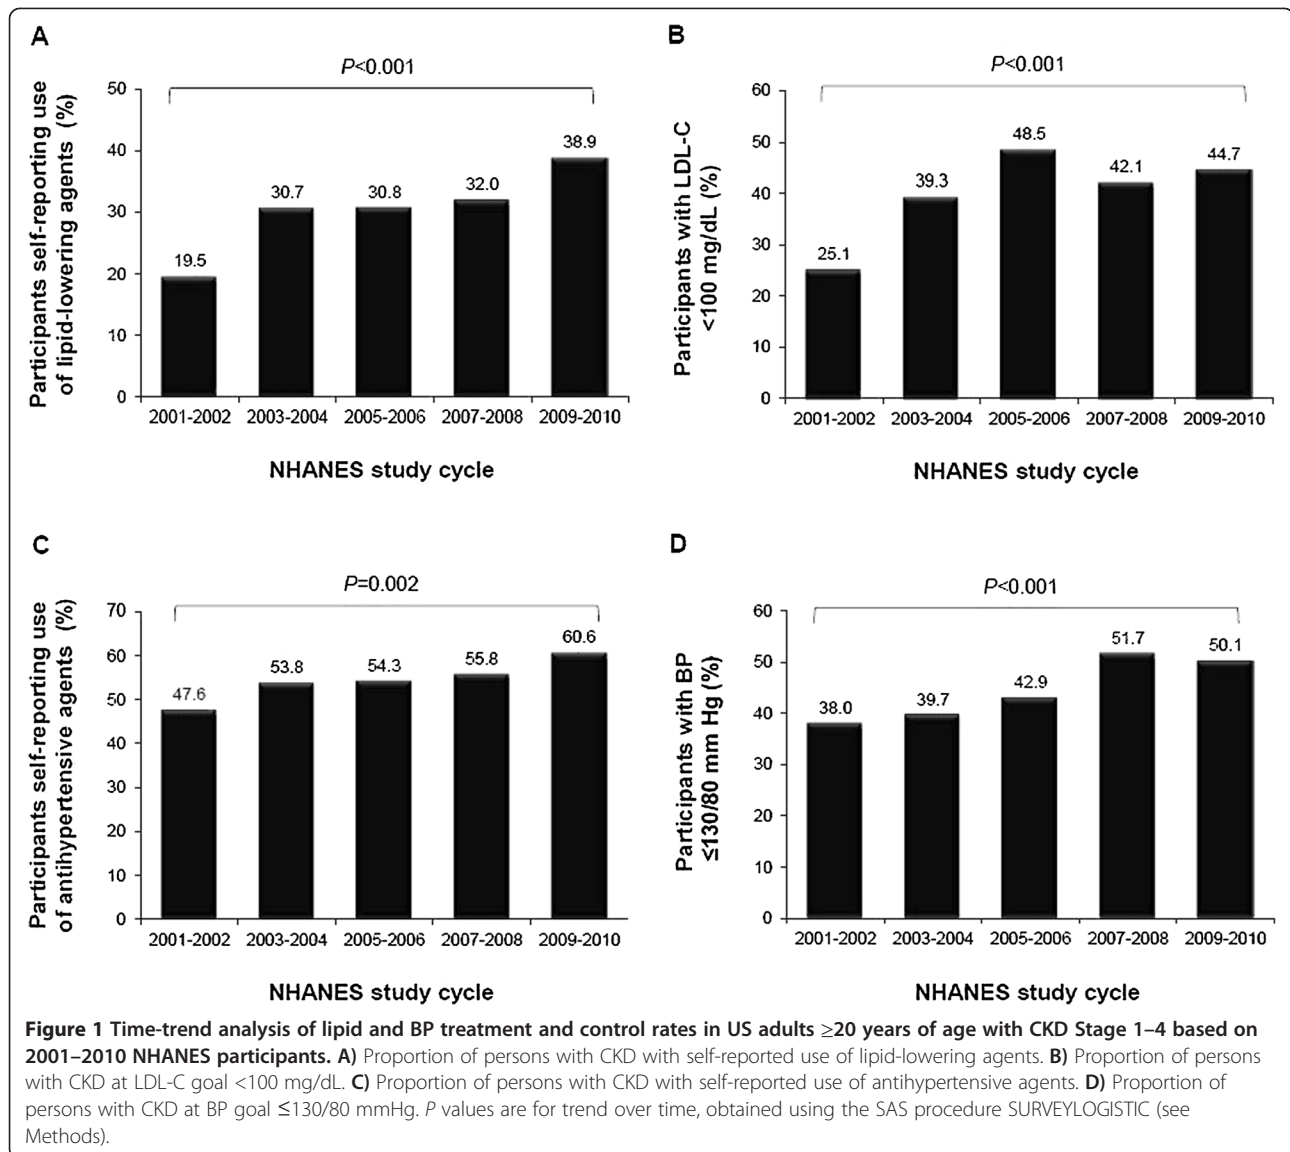 A
P<0.001
Participants self-reporting use
of lipid-lowering agents (%)
50
40
30
20
10
0
19.5
30.7
30.8
32.0
38.9
2001-2002 2003-2004 2005-2006 2007-2008 2009-2010
NHANES study cycle
B
P<0.001
Participants with LDL-C
<100 mg/dL (%)
60
50
40
30
20
10
0
25.1
39.3
48.5
42.1
44.7
2001-2002 2003-2004 2005-2006 2007-2008 2009-2010
NHANES study cycle
C
P=0.002
Participants self-reporting use
of antihypertensive agents (%)
70
60
50
40
30
20
10
0
47.6
53.8
54.3
55.8
60.6
2001-2002 2003-2004 2005-2006 2007-2008 2009-2010
NHANES study cycle
D
P<0.001
Participants with BP
≤130/80 mm Hg (%)
60
50
40
30
20
10
0
38.0
39.7
42.9
51.7
50.1
2001-2002 2003-2004 2005-2006 2007-2008 2009-2010
NHANES study cycle
Figure 1 Time-trend analysis of lipid and BP treatment and control rates in US adults ≥20 years of age with CKD Stage 1–4 based on
2001–2010 NHANES participants. A) Proportion of persons with CKD with self-reported use of lipid-lowering agents. B) Proportion of persons
with CKD at LDL-C goal <100 mg/dL. C) Proportion of persons with CKD with self-reported use of antihypertensive agents. D) Proportion of
persons with CKD at BP goal ≤130/80 mmHg. P values are for trend over time, obtained using the SAS procedure SURVEYLOGISTIC (see
Methods).